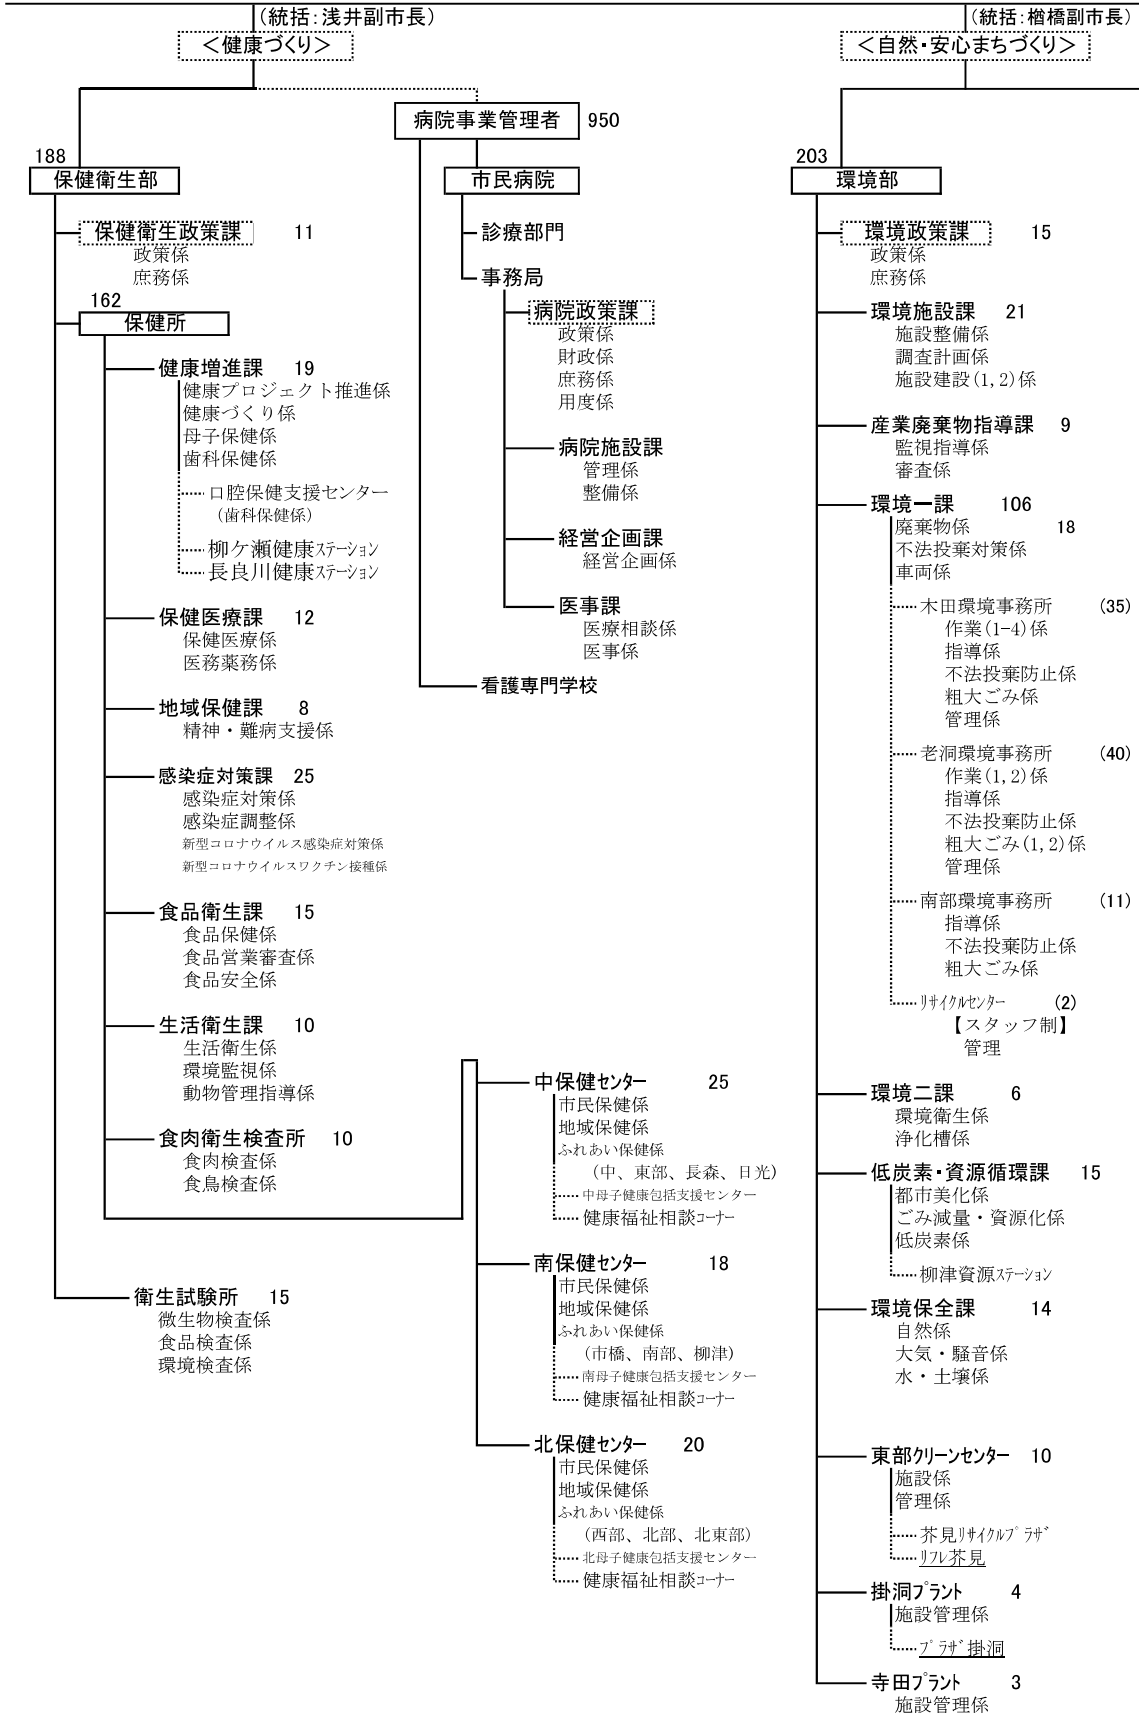 (統括:浅井副市長)
<健康づくり>
病院事業管理者 950
188
保健衛生部
市民病院
保健衛生政策課 11
政策係
庶務係
162
保健所
健康増進課 19
健康プロジェクト推進係
健康づくり係
母子保健係
歯科保健係
口腔保健支援センター
(歯科保健係)
柳ケ瀬健康ステーション
長良川健康ステーション
保健医療課 12
保健医療係
医務薬務係
地域保健課 8
精神・難病支援係
感染症対策課 25
感染症対策係
感染症調整係
新型コロナウイルス感染症対策係
新型コロナウイルスワクチン接種係
食品衛生課 15
食品保健係
食品営業審査係
食品安全係
生活衛生課 10
生活衛生係
環境監視係
動物管理指導係
食肉衛生検査所 10
食肉検査係
食鳥検査係
衛生試験所 15
微生物検査係
食品検査係
環境検査係
診療部門
事務局
病院政策課
政策係
財政係
庶務係
用度係
病院施設課
管理係
整備係
経営企画課
経営企画係
医事課
医療相談係
医事係
看護専門学校
中保健センター 25
市民保健係
地域保健係
ふれあい保健係
(中、東部、長森、日光)
中母子健康包括支援センター
健康福祉相談コーナー
南保健センター 18
市民保健係
地域保健係
ふれあい保健係
(市橋、南部、柳津)
南母子健康包括支援センター
健康福祉相談コーナー
北保健センター 20
市民保健係
地域保健係
ふれあい保健係
(西部、北部、北東部)
北母子健康包括支援センター
健康福祉相談コーナー
(統括:楢橋副市長)
<自然・安心まちづくり>
203
環境部
環境政策課 15
政策係
庶務係
環境施設課 21
施設整備係
調査計画係
施設建設(1,2)係
産業廃棄物指導課 9
監視指導係
審査係
環境一課 106
廃棄物係 18
不法投棄対策係
車両係
木田環境事務所 (35)
作業(1-4)係
指導係
不法投棄防止係
粗大ごみ係
管理係
老洞環境事務所 (40)
作業(1,2)係
指導係
不法投棄防止係
粗大ごみ(1,2)係
管理係
南部環境事務所 (11)
指導係
不法投棄防止係
粗大ごみ係
リサイクルセンター (2)
【スタッフ制】
管理
環境二課 6
環境衛生係
浄化槽係
低炭素・資源循環課 15
都市美化係
ごみ減量・資源化係
低炭素係
柳津資源ステーション
環境保全課 14
自然係
大気・騒音係
水・土壌係
東部クリーンセンター 10
施設係
管理係
芥見リサイクルプラザ
リフレ芥見
掛洞プラント 4
施設管理係
プラザ掛洞
寺田プラント 3
施設管理係